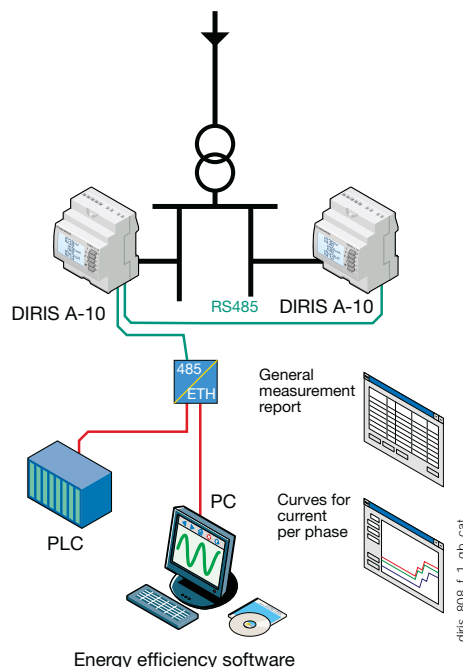 DIRIS A-10
RS485
DIRIS A-10
485
ETH
General
measurement
report
PC
PLC
Curves for
current
per phase
diris_808_f_1_gb_cat
Energy efficiency software